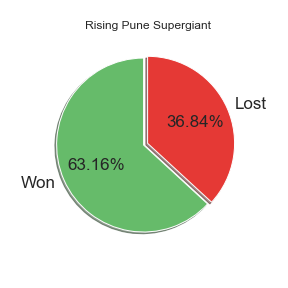 Rising Pune Supergiant
Lost
36.84%
63.16%
Won